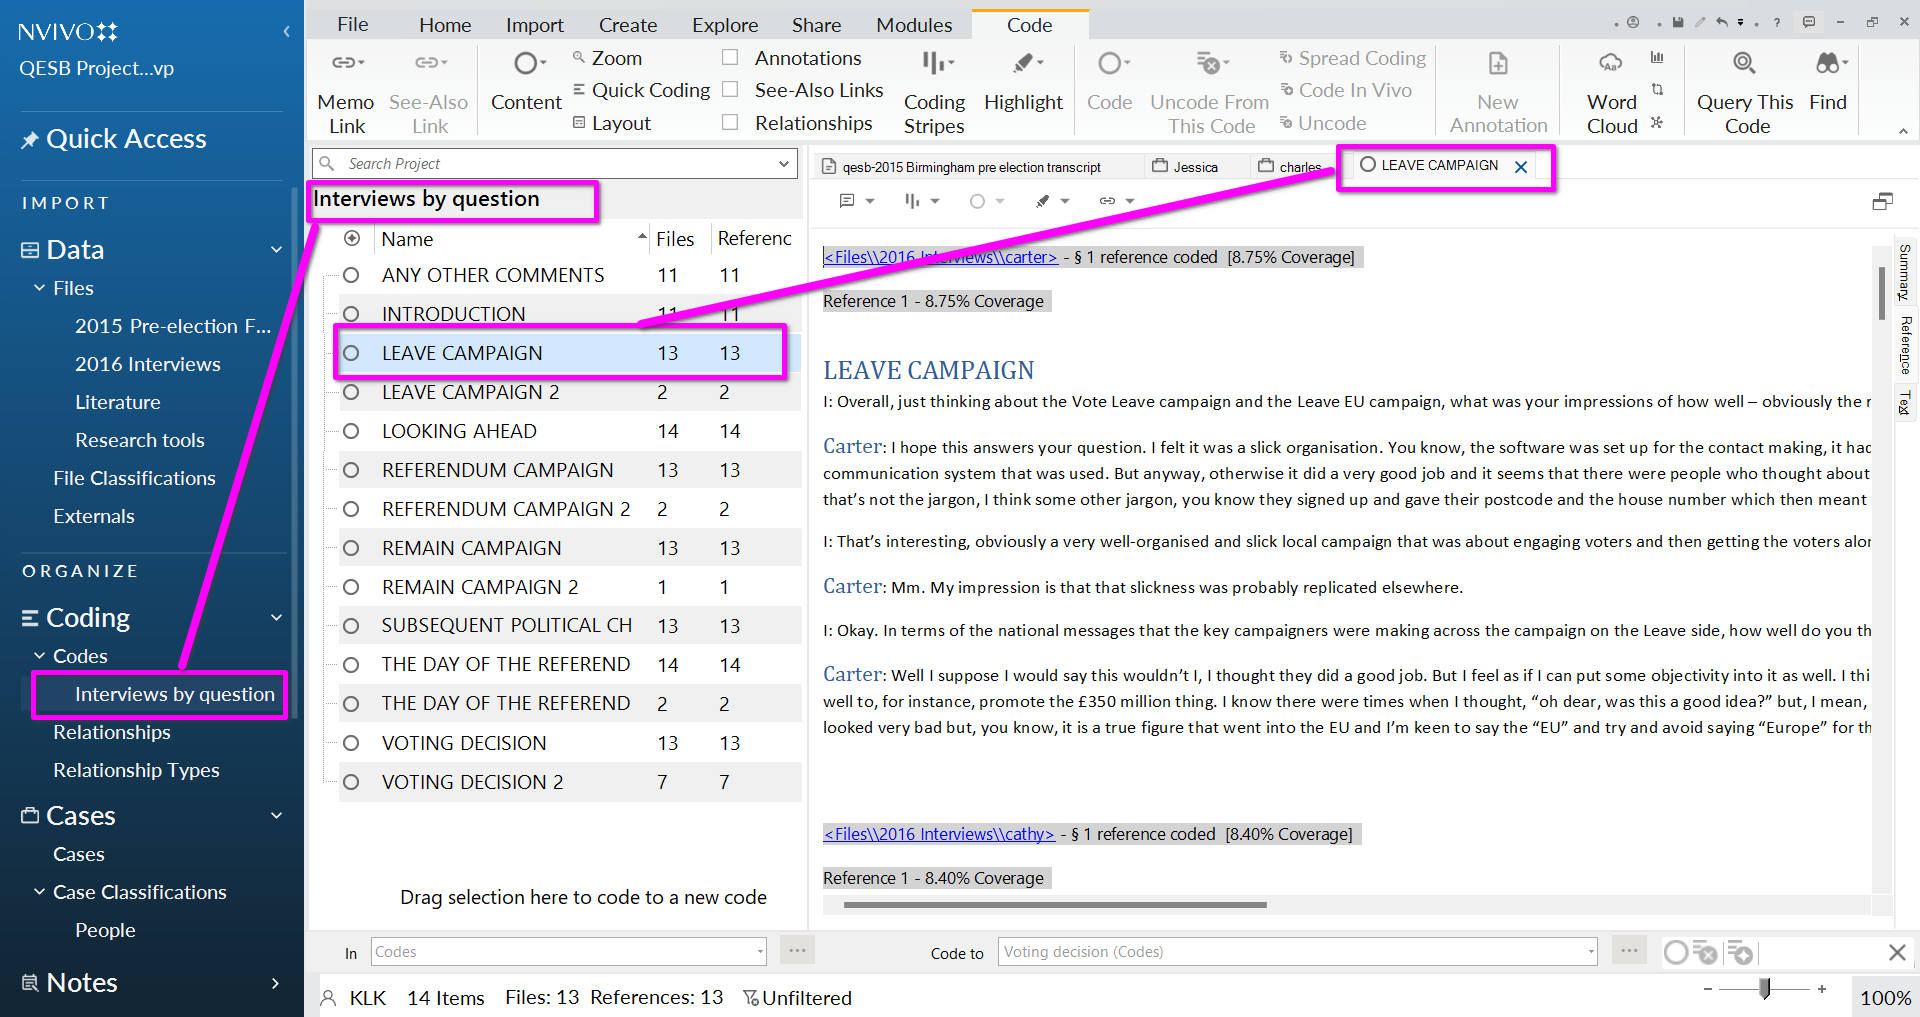 NVIVO
QESB Project...vp
Quick Access
IMPORT
Data
Files
2015 Pre-election F...
2016 Interviews
Literature
Research tools
File Classifications
Externals
ORGANIZE
Coding
Codes
Interviews by question
Relationships
Relationship Types
Cases
Cases
Case Classifications
People
Notes
File Home Import Create Explore Share Modules Code
Memo Link
See-Also Link
Content
Zoom
Quick Coding
Layout
Annotations
See-Also Links
Relationships
Coding Stripes
Highlight
Code
Uncode From This Code
Spread Coding
Code In Vivo
Uncode
New Annotation
Word Cloud
Query This Code
Find
Search Project
Interviews by question
Name Files Referenc
ANY OTHER COMMENTS 11 11
INTRODUCTION 11 11
LEAVE CAMPAIGN 13 13
LEAVE CAMPAIGN 2 2 2
LOOKING AHEAD 14 14
REFERENDUM CAMPAIGN 13 13
REFERENDUM CAMPAIGN 2 2 2
REMAIN CAMPAIGN 13 13
REMAIN CAMPAIGN 2 1 1
SUBSEQUENT POLITICAL CH 13 13
THE DAY OF THE REFEREND 14 14
THE DAY OF THE REFEREND 2 2
VOTING DECISION 13 13
VOTING DECISION 2 7 7
Drag selection here to code to a new code
qesb-2015 Birmingham pre election transcript Jessica charles LEAVE CAMPAIGN
<Files\\2016 Interviews\\carter> - § 1 reference coded [8.75% Coverage]
Reference 1 - 8.75% Coverage
LEAVE CAMPAIGN
I: Overall, just thinking about the Vote Leave campaign and the Leave EU campaign, what was your impressions of how well – obviously the r
Carter: I hope this answers your question. I felt it was a slick organisation. You know, the software was set up for the contact making, it had
communication system that was used. But anyway, otherwise it did a very good job and it seems that there were people who thought about
that's not the jargon, I think some other jargon, you know they signed up and gave their postcode and the house number which then meant
I: That's interesting, obviously a very well-organised and slick local campaign that was about engaging voters and then getting the voters alor
Carter: Mm. My impression is that that slickness was probably replicated elsewhere.
I: Okay. In terms of the national messages that the key campaigners were making across the campaign on the Leave side, how well do you th
Carter: Well I suppose I would say this wouldn't I, I thought they did a good job. But I feel as if I can put some objectivity into it as well. I thi
well to, for instance, promote the £350 million thing. I know there were times when I thought, “oh dear, was this a good idea?” but, I mean,
looked very bad but, you know, it is a true figure that went into the EU and I'm keen to say the “EU” and try and avoid saying “Europe” for th
<Files\\2016 Interviews\\cathy> - § 1 reference coded [8.40% Coverage]
Reference 1 - 8.40% Coverage
Summary
Reference
Text
In Codes ... Code to Voting decision (Codes) ...
KLK 14 Items Files: 13 References: 13 Unfiltered
100%